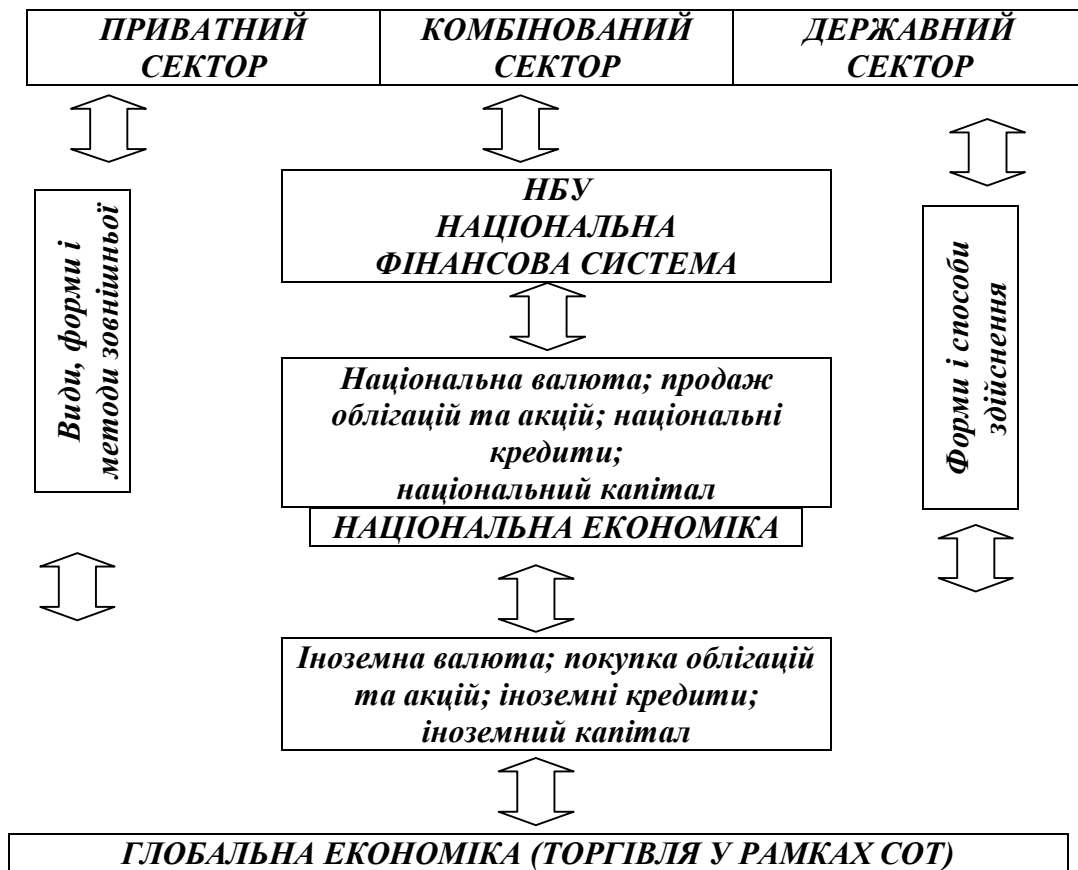 ПРИВАТНИЙ
СЕКТОР
КОМБІНОВАНИЙ
СЕКТОР
ДЕРЖАВНИЙ
СЕКТОР
Види, форми і
методи зовнішньої
НБУ
НАЦІОНАЛЬНА
ФІНАНСОВА СИСТЕМА
Національна валюта; продаж
облігацій та акцій; національні
кредити;
національний капітал
НАЦІОНАЛЬНА ЕКОНОМІКА
Форми і способи
здійснення
Іноземна валюта; покупка облігацій
та акцій; іноземні кредити;
іноземний капітал
ГЛОБАЛЬНА ЕКОНОМІКА (ТОРГІВЛЯ У РАМКАХ СОТ)